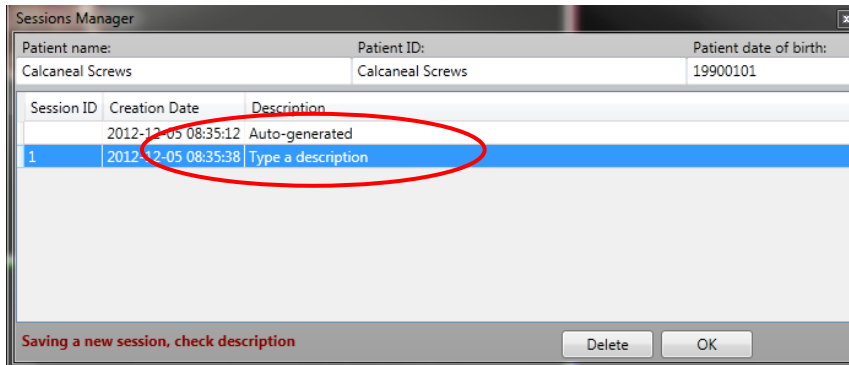 Sessions Manager
x
Patient name: Patient ID: Patient date of birth:
Calcaneal Screws Calcaneal Screws 19900101
Session ID Creation Date Description
2012-12-05 08:35:12 Auto-generated
1 2012-12-05 08:35:38 Type a description
Saving a new session, check description Delete OK